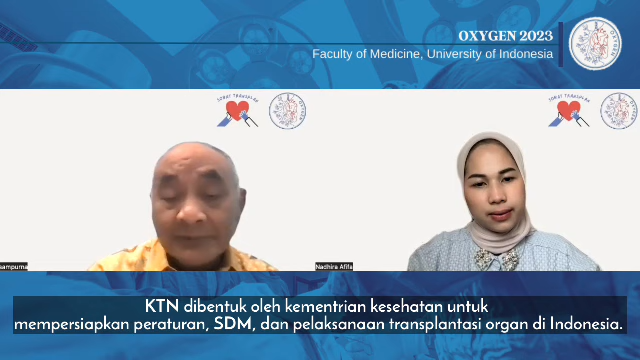 OXYGEN 2023
Faculty of Medicine, University of Indonesia
Nadhira Afifa
KTN dibentuk oleh kementrian kesehatan untuk
mempersiapkan peraturan, SDM, dan pelaksanaan transplantasi organ di Indonesia.